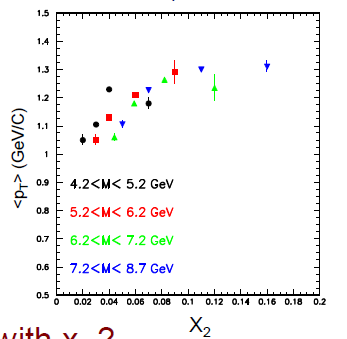 1.5
1.4
1.3
1.2
1.1
1
0.9
0.8
0.7
0.6
0.5
<pT> (GeV/C)
4.2<M< 5.2 GeV
5.2<M< 6.2 GeV
6.2<M< 7.2 GeV
7.2<M< 8.7 GeV
0 0.02 0.04 0.06 0.08 0.1 0.12 0.14 0.16 0.18 0.2
X2
with x 2